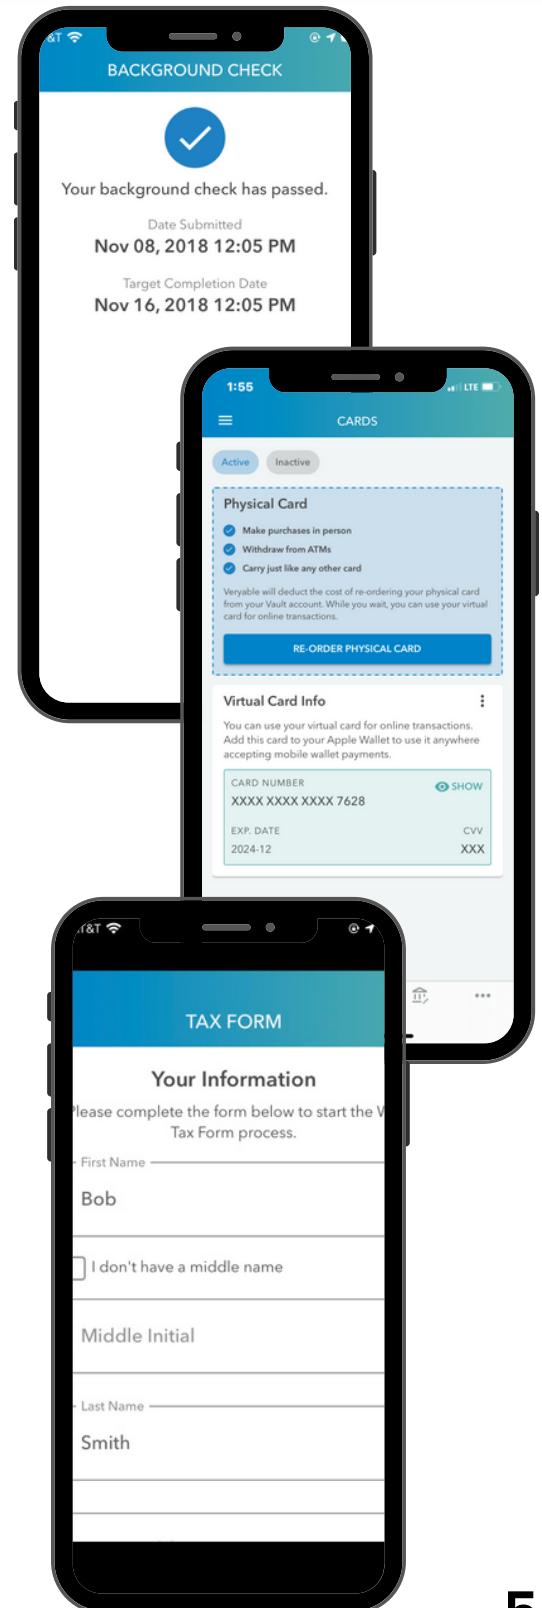 &T
BACKGROUND CHECK
Your background check has passed.
Date Submitted
Nov 08, 2018 12:05 PM
Target Completion Date
Nov 16, 2018 12:05 PM
1:55
LTE
CARDS
Active
Inactive
Physical Card
Make purchases in person
Withdraw from ATMs
Carry just like any other card
Veryable will deduct the cost of re-ordering your physical card
from your Vault account. While you wait, you can use your virtual
card for online transactions.
RE-ORDER PHYSICAL CARD
Virtual Card Info
You can use your virtual card for online transactions.
Add this card to your Apple Wallet to use it anywhere
accepting mobile wallet payments.
CARD NUMBER
SHOW
XXXX XXXX XXXX 7628
EXP. DATE
CVV
2024-12
XXX
T&T
TAX FORM
Your Information
Please complete the form below to start the W
Tax Form process.
First Name
Bob
I don't have a middle name
Middle Initial
Last Name
Smith
5